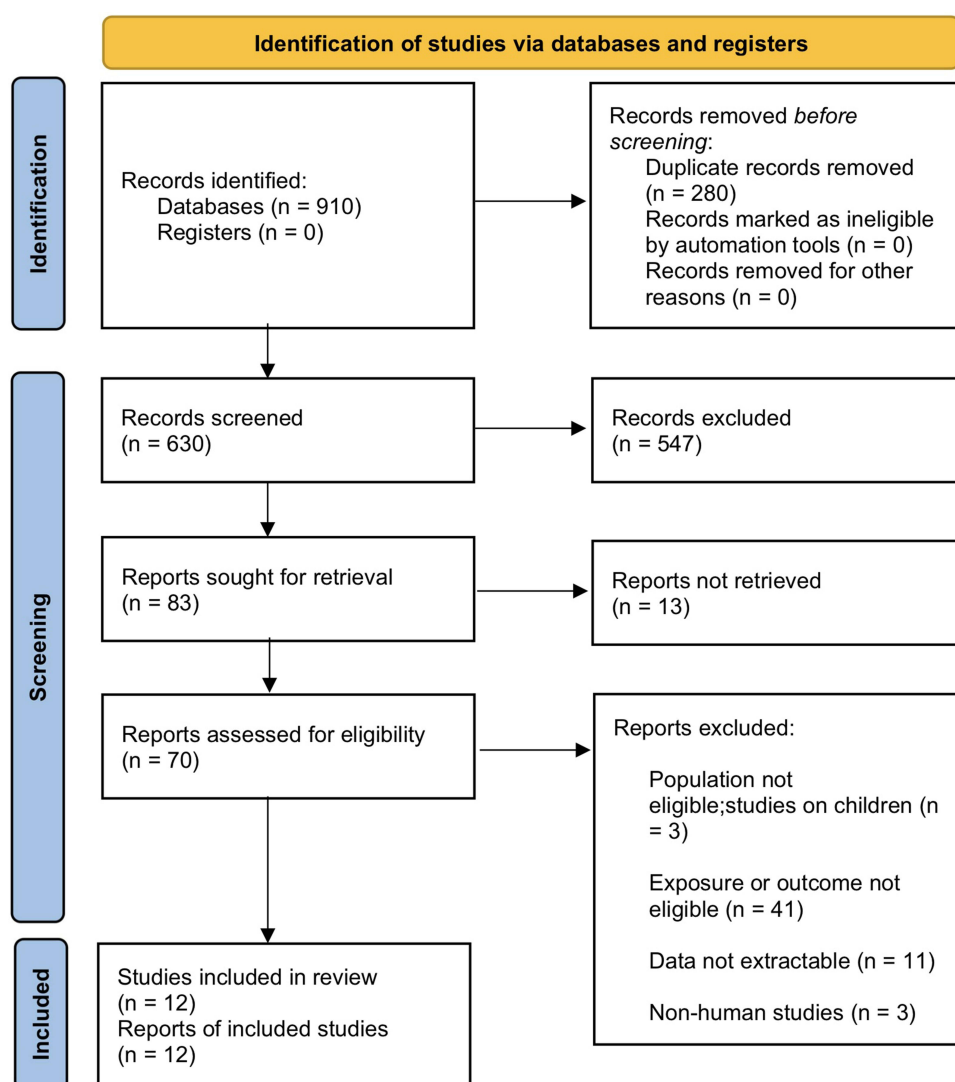 Identification of studies via databases and registers
Identification
Records identified:
Databases (n = 910)
Registers (n = 0)
Records removed before
screening:
Duplicate records removed
(n = 280)
Records marked as ineligible
by automation tools (n = 0)
Records removed for other
reasons (n = 0)
Screening
Records screened
(n = 630)
Records excluded
(n = 547)
Reports sought for retrieval
(n = 83)
Reports not retrieved
(n = 13)
Reports assessed for eligibility
(n = 70)
Reports excluded:
Population not
eligible;studies on children (n
= 3)
Exposure or outcome not
eligible (n = 41)
Data not extractable (n = 11)
Non-human studies (n = 3)
Included
Studies included in review
(n = 12)
Reports of included studies
(n = 12)